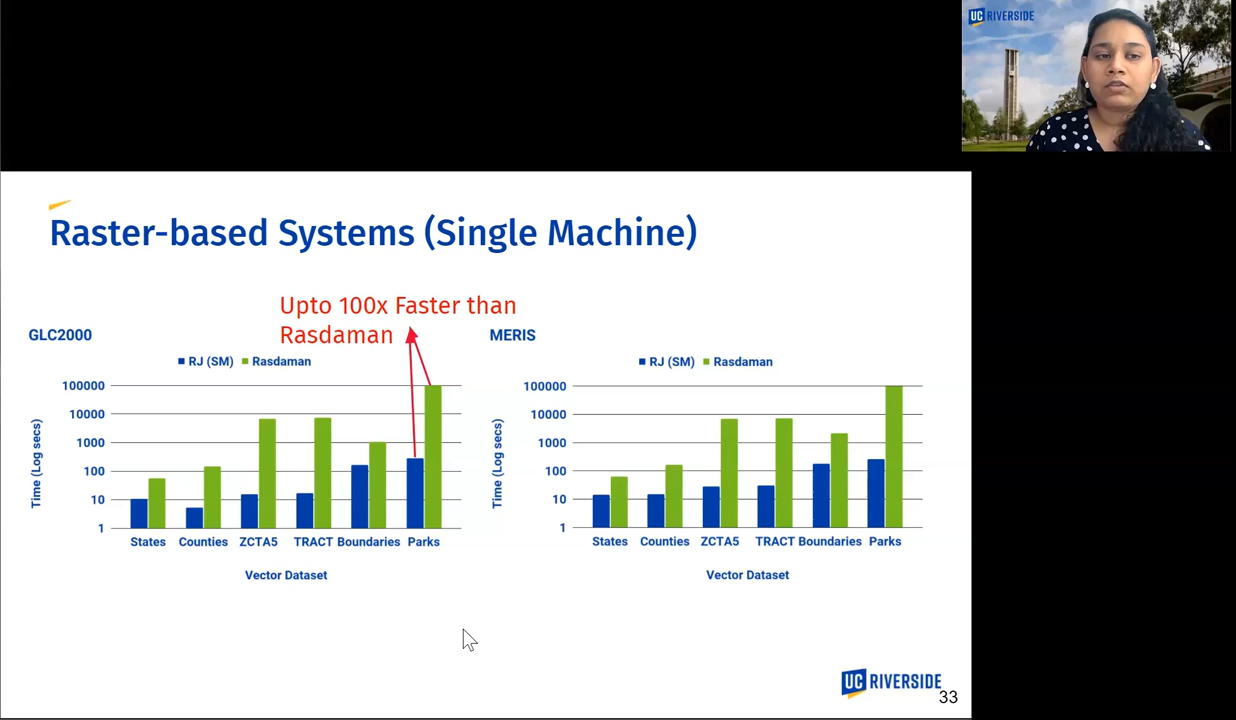 UC RIVERSIDE
Raster-based Systems (Single Machine)
Upto 100x Faster than
Rasdaman
GLC2000
RJ (SM) Rasdaman
100000
10000
1000
100
10
1
Time (Log secs)
States Counties ZCTA5 TRACT Boundaries Parks
Vector Dataset
MERIS
RJ (SM) Rasdaman
100000
10000
1000
100
10
1
Time (Log secs)
States Counties ZCTA5 TRACT Boundaries Parks
Vector Dataset
UC RIVERSIDE
33